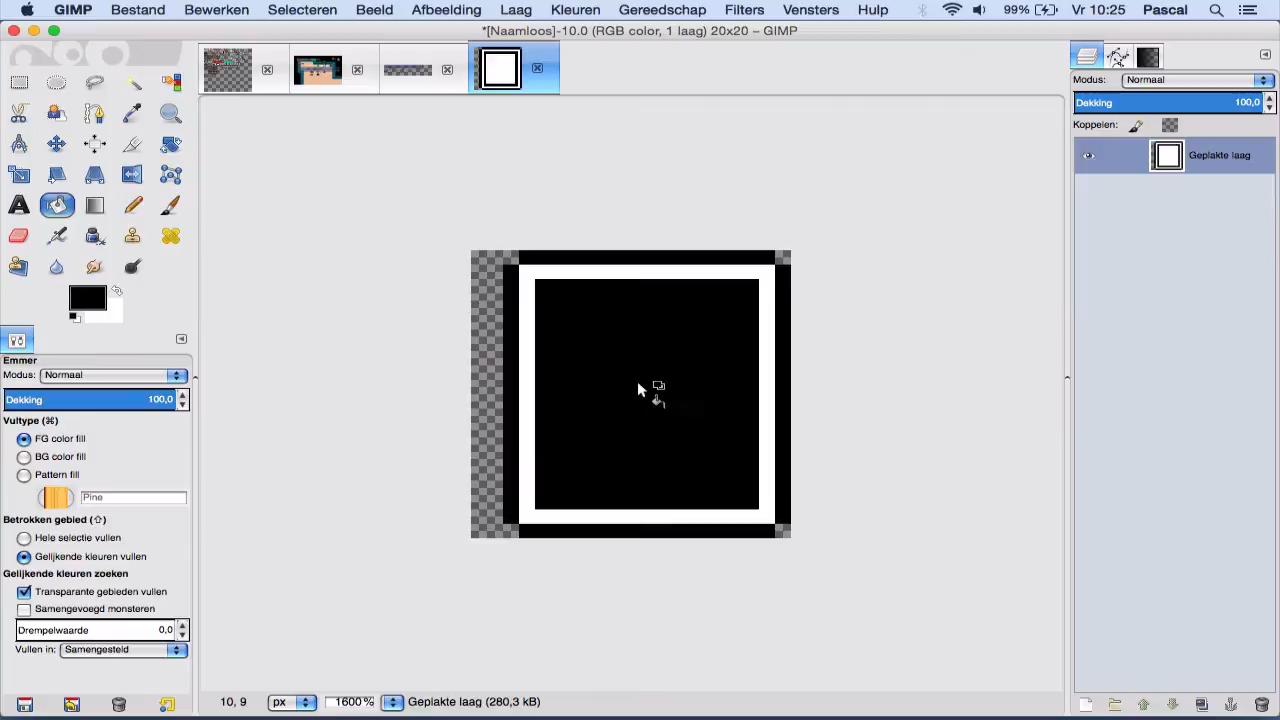 GIMP Bestand Bewerken Selecteren Beeld Afbeelding Laag Kleuren Gereedschap Filters Vensters Hulp 99% Vr 10:25 Pascal
*[Naamloos]-10.0 (RGB color, 1 laag) 20x20 – GIMP
Modus: Normaal
Dekking 100,0
Koppelen:
Geplakte laag
Emmer
Modus: Normaal
Dekking 100,0
Vultype (⌘)
FG color fill
BG color fill
Pattern fill
Pine
Betrokken gebied (⇧)
Hele selectie vullen
Gelijkende kleuren vullen
Gelijkende kleuren zoeken
Transparante gebieden vullen
Samengevoegd monsteren
Drempelwaarde 0,0
Vullen in: Samengesteld
10, 9 px 1600% Geplakte laag (280,3 kB)